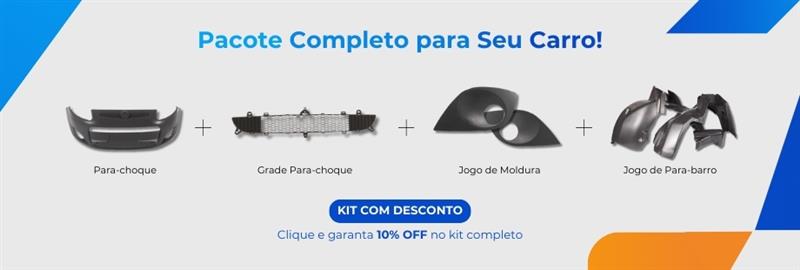 Pacote Completo para Seu Carro!
Para-choque
Grade Para-choque
Jogo de Moldura
Jogo de Para-barro
KIT COM DESCONTO
Clique e garanta 10% OFF no kit completo